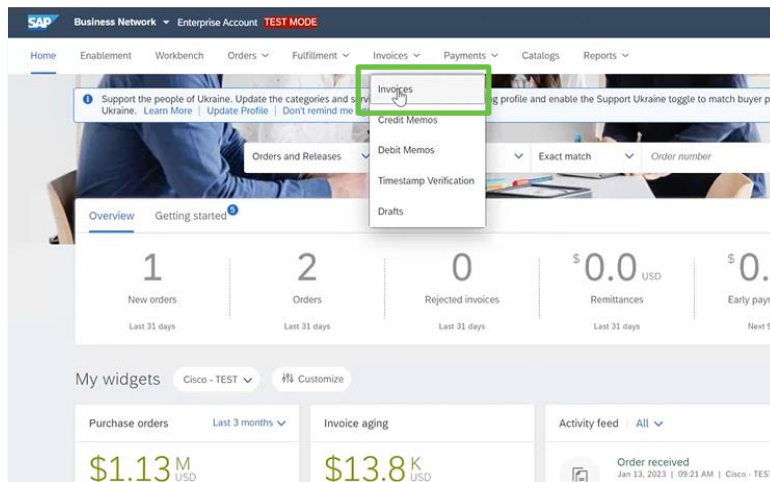 SAP Business Network Enterprise Account TEST MODE
Home Enablement Workbench Orders Fulfillment Invoices Payments Catalogs Reports
Invoices
Support the people of Ukraine. Update the categories and
ng profile and enable the Support Ukraine toggle to match buyer p
Ukraine. Learn More | Update Profile | Don't remind me
Credit Memos
Debit Memos
Timestamp Verification
Drafts
Orders and Releases Exact match Order number
Overview Getting started 5
1 2 0 $0.0 USD $0.
New orders Orders Rejected invoices Remittances Early pay
Last 31 days Last 31 days Last 31 days Last 31 days Next
My widgets Cisco - TEST Customize
Purchase orders Last 3 months Invoice aging Activity feed All
$1.13 M USD $13.8 K USD
Order received
Jan 13, 2023 | 09:21 AM | Cisco - TEST